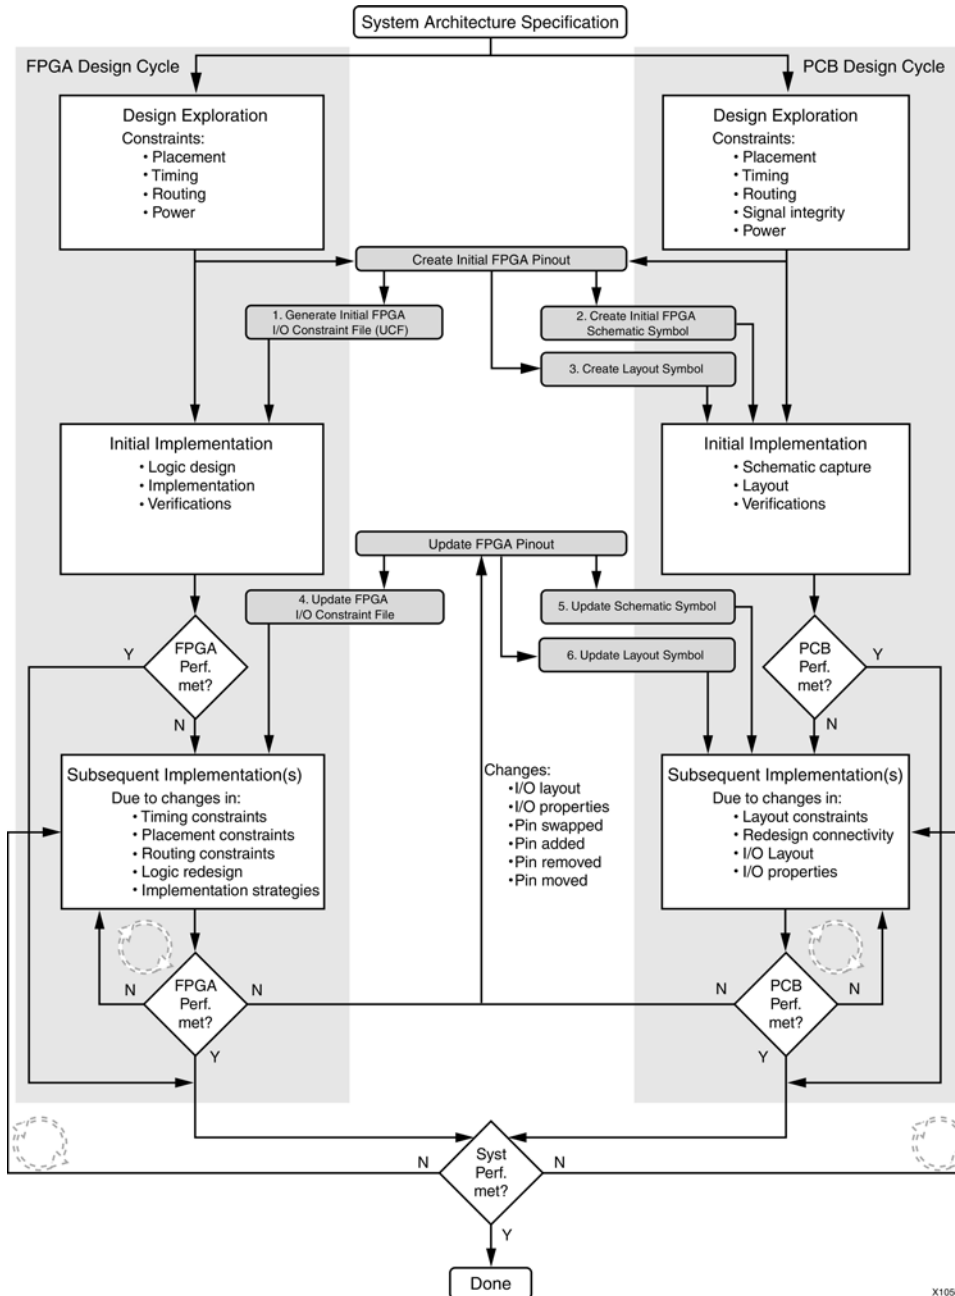 System Architecture Specification
FPGA Design Cycle
PCB Design Cycle
Design Exploration
Constraints:
• Placement
• Timing
• Routing
• Power
Design Exploration
Constraints:
• Placement
• Timing
• Routing
• Signal integrity
• Power
Create Initial FPGA Pinout
1. Generate Initial FPGA
I/O Constraint File (UCF)
2. Create Initial FPGA
Schematic Symbol
3. Create Layout Symbol
Initial Implementation
• Logic design
• Implementation
• Verifications
Initial Implementation
• Schematic capture
• Layout
• Verifications
Update FPGA Pinout
4. Update FPGA
I/O Constraint File
5. Update Schematic Symbol
6. Update Layout Symbol
Y
FPGA
Perf.
met?
N
PCB
Perf.
met?
Y
N
Subsequent Implementation(s)
Due to changes in:
• Timing constraints
• Placement constraints
• Routing constraints
• Logic redesign
• Implementation strategies
Changes:
• I/O layout
• I/O properties
• Pin swapped
• Pin added
• Pin removed
• Pin moved
Subsequent Implementation(s)
Due to changes in:
• Layout constraints
• Redesign connectivity
• I/O Layout
• I/O properties
N
FPGA
Perf.
met?
N
Y
N
PCB
Perf.
met?
N
Y
N
Syst
Perf.
met?
N
Y
Done
X105